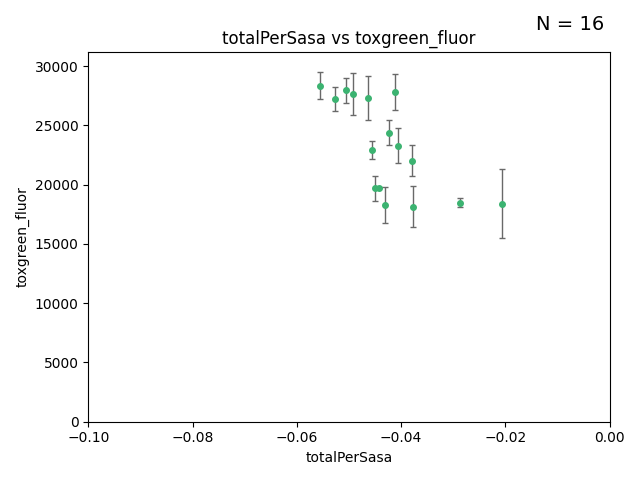 N = 16
totalPerSasa vs toxgreen_fluor
30000
25000
20000
15000
10000
5000
0
toxgreen_fluor
−0.10 −0.08 −0.06 −0.04 −0.02 0.00
totalPerSasa